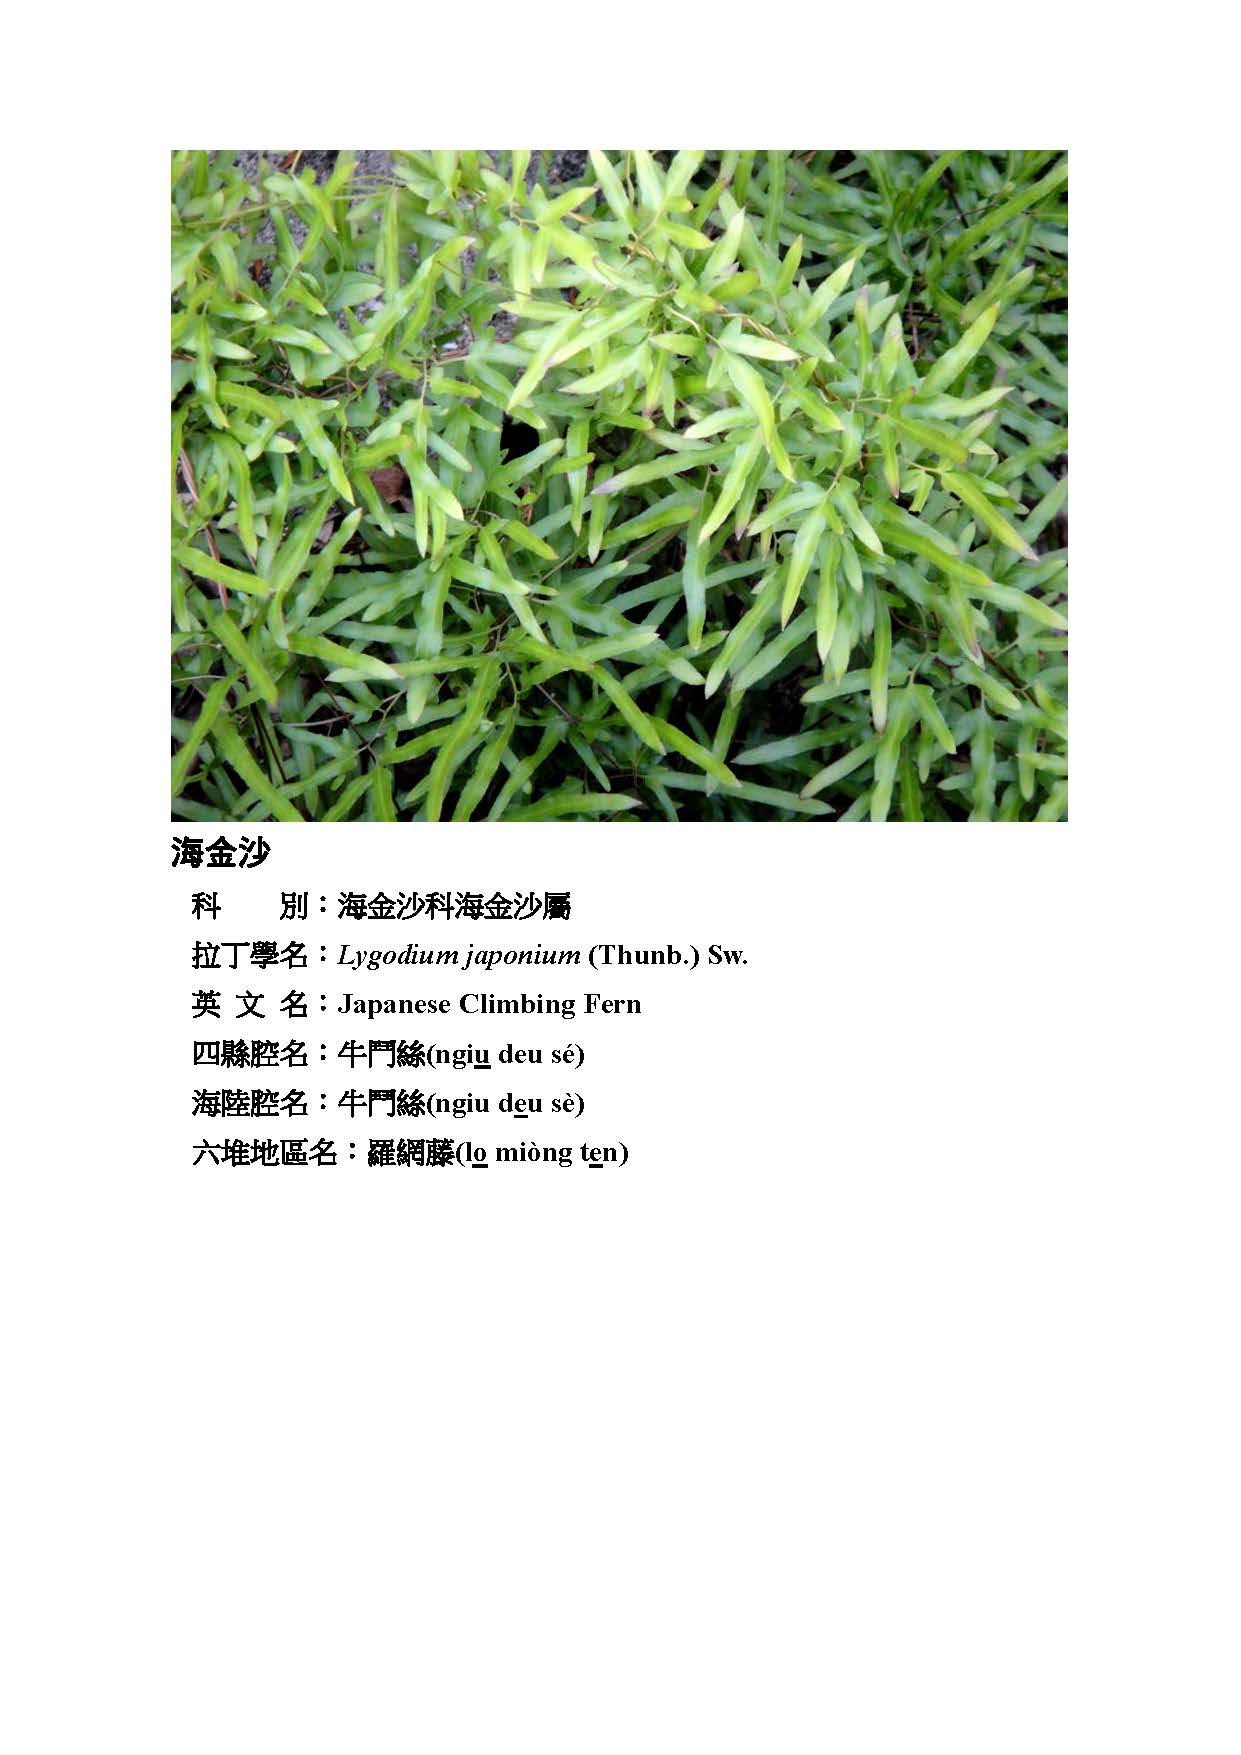 海金沙
科　　別：海金沙科海金沙屬
拉丁學名：Lygodium japonium (Thunb.) Sw.
英 文 名：Japanese Climbing Fern
四縣腔名：牛鬥絲(ngiu deu sé)
海陸腔名：牛鬥絲(ngiu deu sè)
六堆地區名：羅網藤(lo miòng ten)